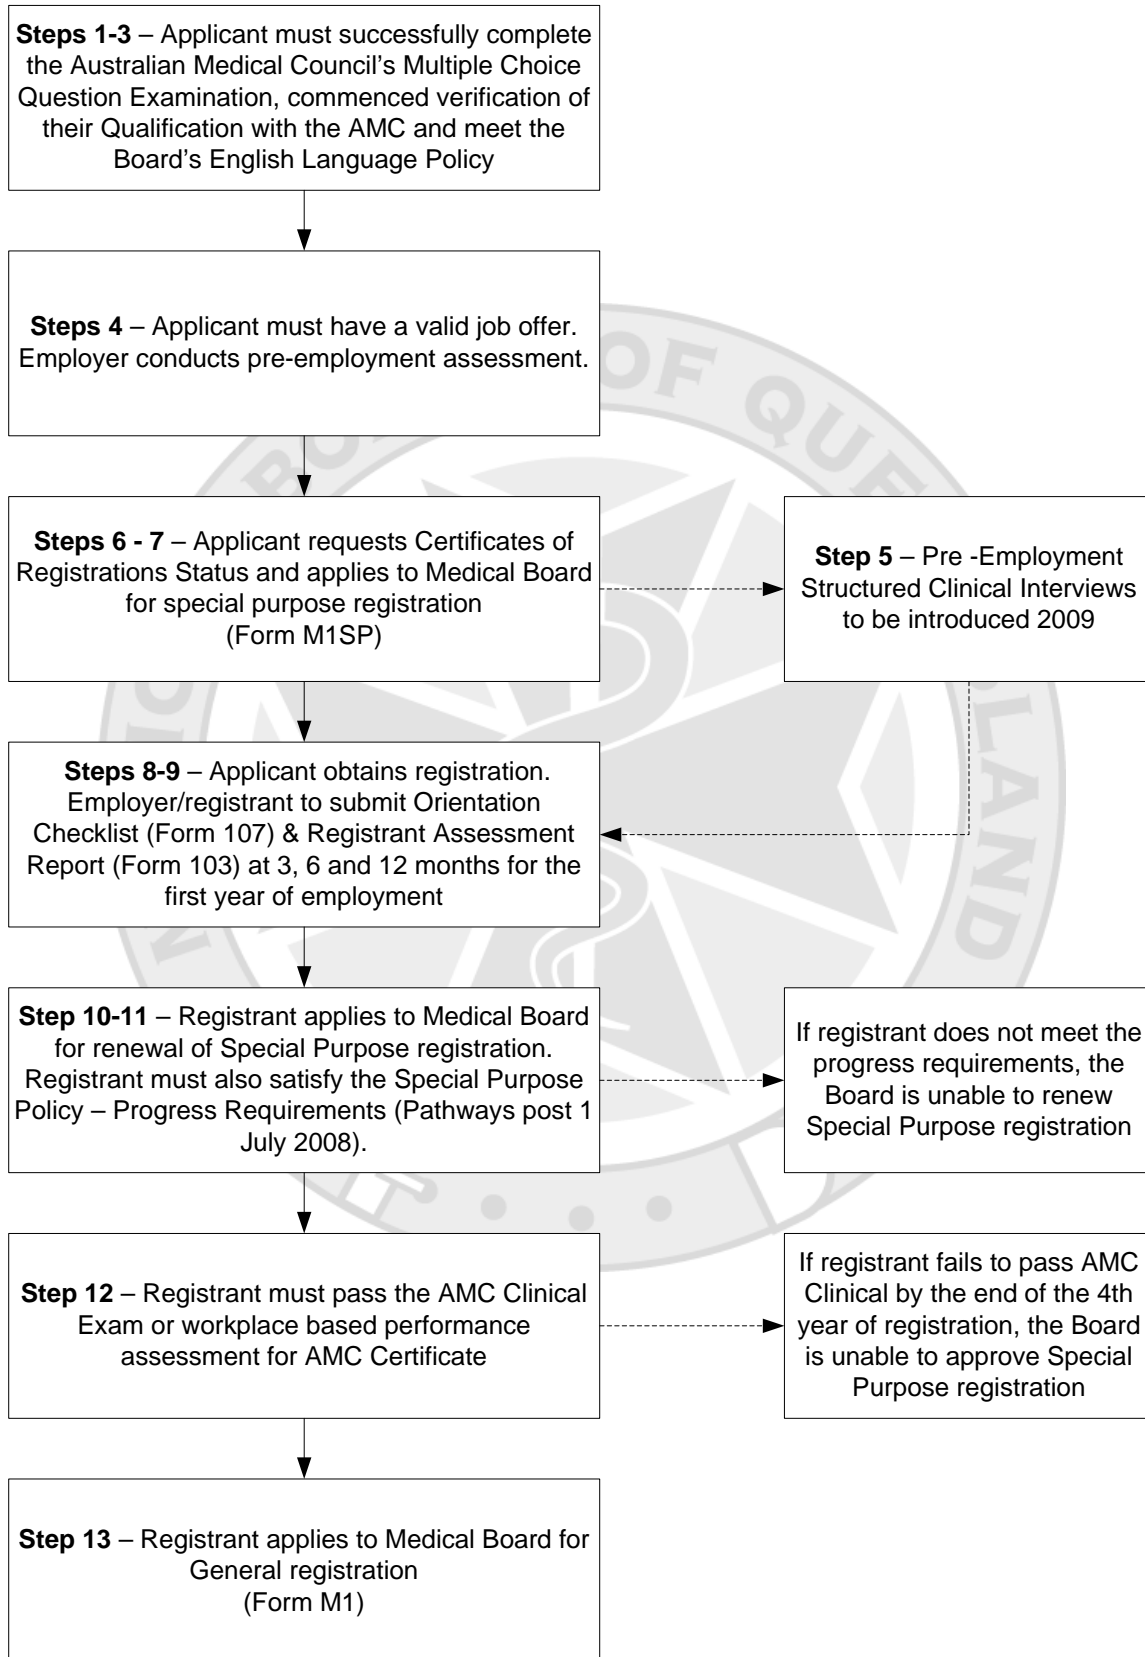 Steps 1-3 – Applicant must successfully complete
the Australian Medical Council's Multiple Choice
Question Examination, commenced verification of
their Qualification with the AMC and meet the
Board's English Language Policy
Steps 4 – Applicant must have a valid job offer.
Employer conducts pre-employment assessment.
Steps 6 - 7 – Applicant requests Certificates of
Registrations Status and applies to Medical Board
for special purpose registration
(Form M1SP)
Step 5 – Pre -Employment
Structured Clinical Interviews
to be introduced 2009
Steps 8-9 – Applicant obtains registration.
Employer/registrant to submit Orientation
Checklist (Form 107) & Registrant Assessment
Report (Form 103) at 3, 6 and 12 months for the
first year of employment
Step 10-11 – Registrant applies to Medical Board
for renewal of Special Purpose registration.
Registrant must also satisfy the Special Purpose
Policy – Progress Requirements (Pathways post 1
July 2008).
If registrant does not meet the
progress requirements, the
Board is unable to renew
Special Purpose registration
Step 12 – Registrant must pass the AMC Clinical
Exam or workplace based performance
assessment for AMC Certificate
If registrant fails to pass AMC
Clinical by the end of the 4th
year of registration, the Board
is unable to approve Special
Purpose registration
Step 13 – Registrant applies to Medical Board for
General registration
(Form M1)
OF